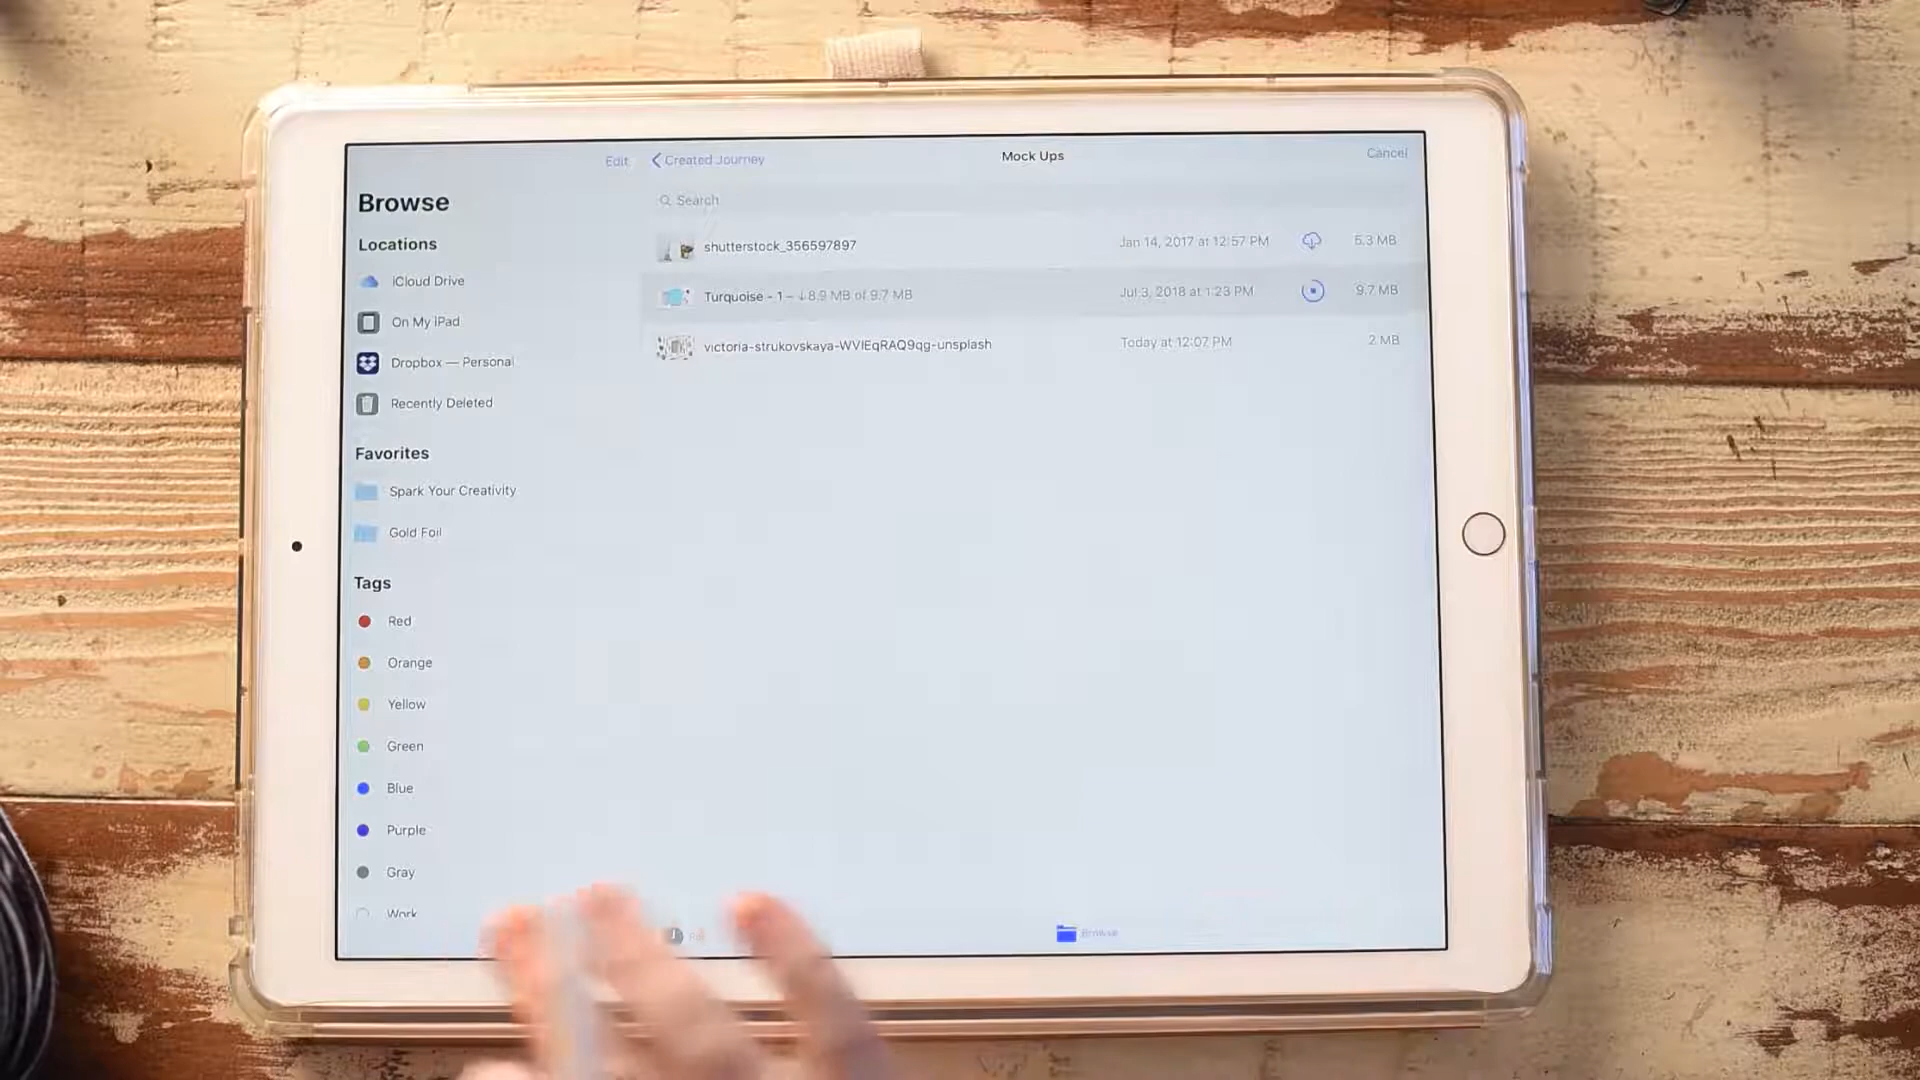 Edit
Created Journey
Mock Ups
Cancel
Browse
Search
Locations
shutterstock_356597897 Jan 14, 2017 at 12:57 PM 5.3 MB
iCloud Drive
Turquoise - 1 – ↓8.9 MB of 9.7 MB Jul 3, 2018 at 1:23 PM 9.7 MB
On My iPad
victoria-strukovskaya-WVIEqRAQ9qg-unsplash Today at 12:07 PM 2 MB
Dropbox — Personal
Recently Deleted
Favorites
Spark Your Creativity
Gold Foil
Tags
Red
Orange
Yellow
Green
Blue
Purple
Gray
Work
Browse